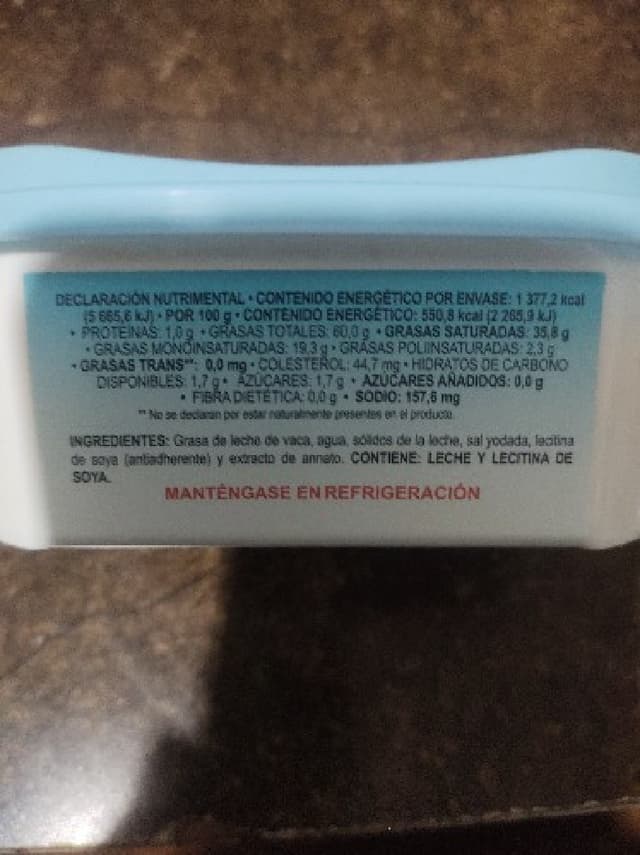 DECLARACIÓN NUTRIMENTAL • CONTENIDO ENERGÉTICO POR ENVASE: 1 377,2 kcal
(5 665,6 kJ) • POR 100 g • CONTENIDO ENERGÉTICO: 550,8 kcal (2 265,9 kJ)
• PROTEÍNAS: 1,0 g • GRASAS TOTALES: 60,0 g • GRASAS SATURADAS: 35,8 g
• GRASAS MONOINSATURADAS: 19,3 g • GRASAS POLIINSATURADAS: 2,3 g
• GRASAS TRANS**: 0,0 mg • COLESTEROL: 44,7 mg • HIDRATOS DE CARBONO
DISPONIBLES: 1,7 g • AZÚCARES: 1,7 g • AZÚCARES AÑADIDOS: 0,0 g
• FIBRA DIETÉTICA: 0,0 g • SODIO: 157,6 mg
** No se declaran por estar naturalmente presentes en el producto.
INGREDIENTES: Grasa de leche de vaca, agua, sólidos de la leche, sal yodada, lecitina
de soya (antiadherente) y extracto de annato. CONTIENE: LECHE Y LECITINA DE
SOYA.
MANTÉNGASE EN REFRIGERACIÓN